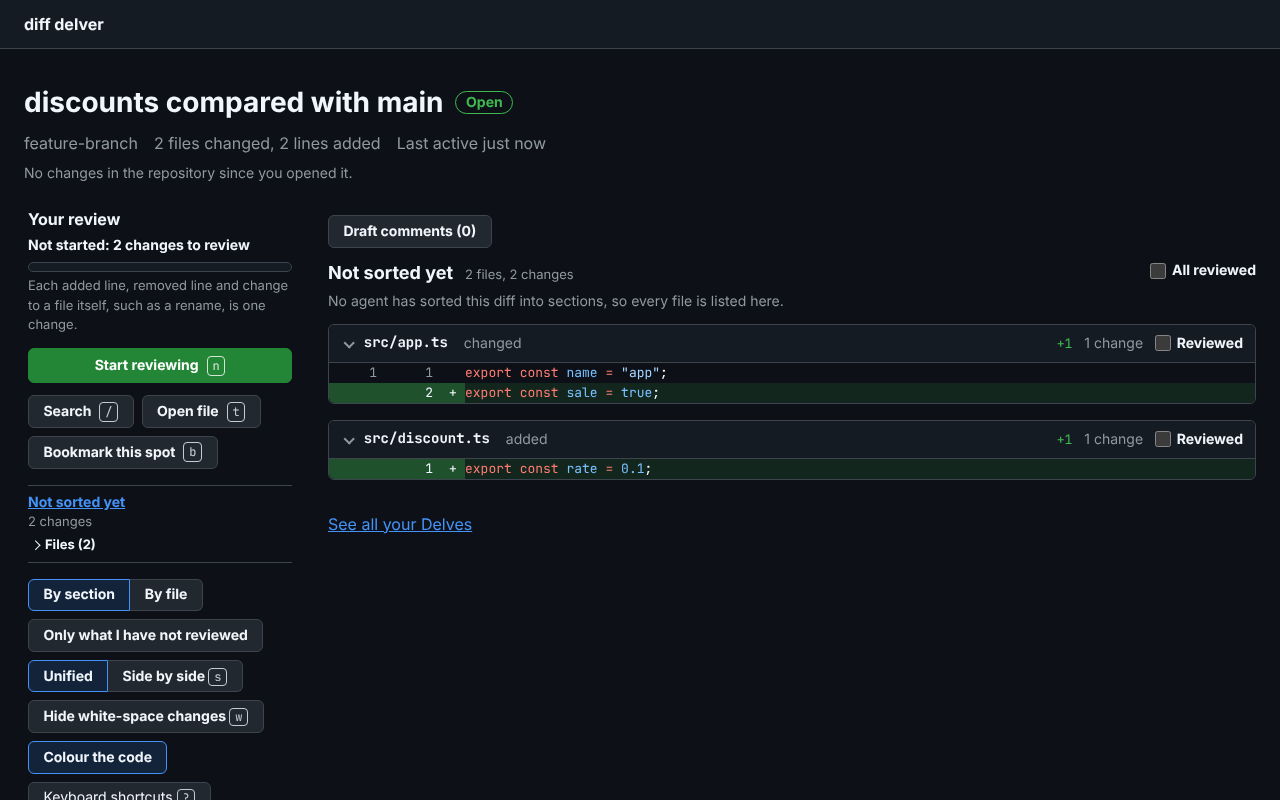 diff delver
discounts compared with main Open
feature-branch 2 files changed, 2 lines added Last active just now
No changes in the repository since you opened it.
Your review
Not started: 2 changes to review
Each added line, removed line and change
to a file itself, such as a rename, is one
change.
Start reviewing n
Search / Open file t
Bookmark this spot b
Not sorted yet
2 changes
Files (2)
By section By file
Only what I have not reviewed
Unified Side by side s
Hide white-space changes w
Colour the code
Keyboard shortcuts ?
Draft comments (0)
Not sorted yet 2 files, 2 changes All reviewed
No agent has sorted this diff into sections, so every file is listed here.
src/app.ts changed +1 1 change Reviewed
1 1 export const name = "app";
2 + export const sale = true;
src/discount.ts added +1 1 change Reviewed
1 + export const rate = 0.1;
See all your Delves